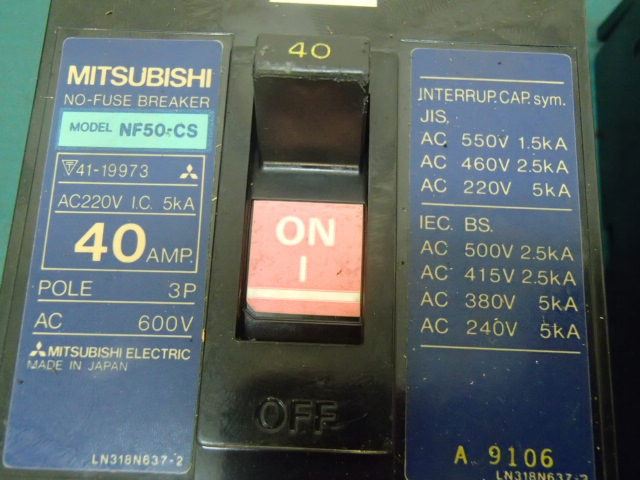 MITSUBISHI
NO-FUSE BREAKER
MODEL NF50-CS
41-19973
AC220V I.C. 5kA
40 AMP.
POLE 3P
AC 600V
MITSUBISHI ELECTRIC
MADE IN JAPAN
LN318N637-2
40
ON
I
OFF
INTERRUP. CAP. sym.
JIS,
AC 550V 1.5kA
AC 460V 2.5kA
AC 220V 5kA
IEC. BS.
AC 500V 2.5kA
AC 415V 2.5kA
AC 380V 5kA
AC 240V 5kA
A 9106
LN318N637-2